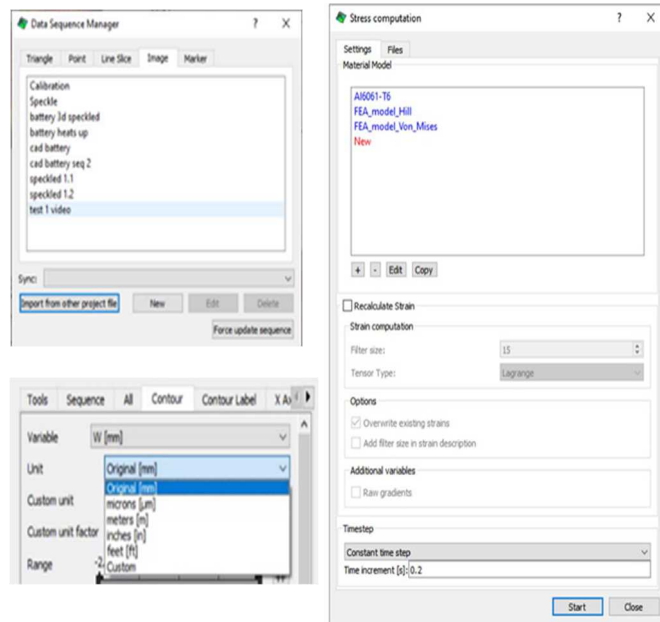 Data Sequence Manager ? X
Triangle Point Line Slice Image Marker
Calibration
Speckle
battery 3d speckled
battery heats up
cad battery
cad battery seq 2
speckled 1.1
speckled 1.2
test 1 video
Sync:
Import from other project file New Edit Delete
Force update sequence
Tools Sequence All Contour Contour Label X Ax
Variable W [mm]
Unit Original [mm]
Original [mm]
microns [µm]
Custom unit
meters [m]
inches [in]
Custom unit factor
feet [ft]
Range -2. Custom
Stress computation ? X
Settings Files
Material Model
Al6061-T6
FEA_model_Hill
FEA_model_Von_Mises
New
+ - Edit Copy
Recalculate Strain
Strain computation
Filter size: 15
Tensor Type: Lagrange
Options
Overwrite existing strains
Add filter size in strain description
Additional variables
Raw gradients
Timestep
Constant time step
Time increment [s]: 0.2
Start Close